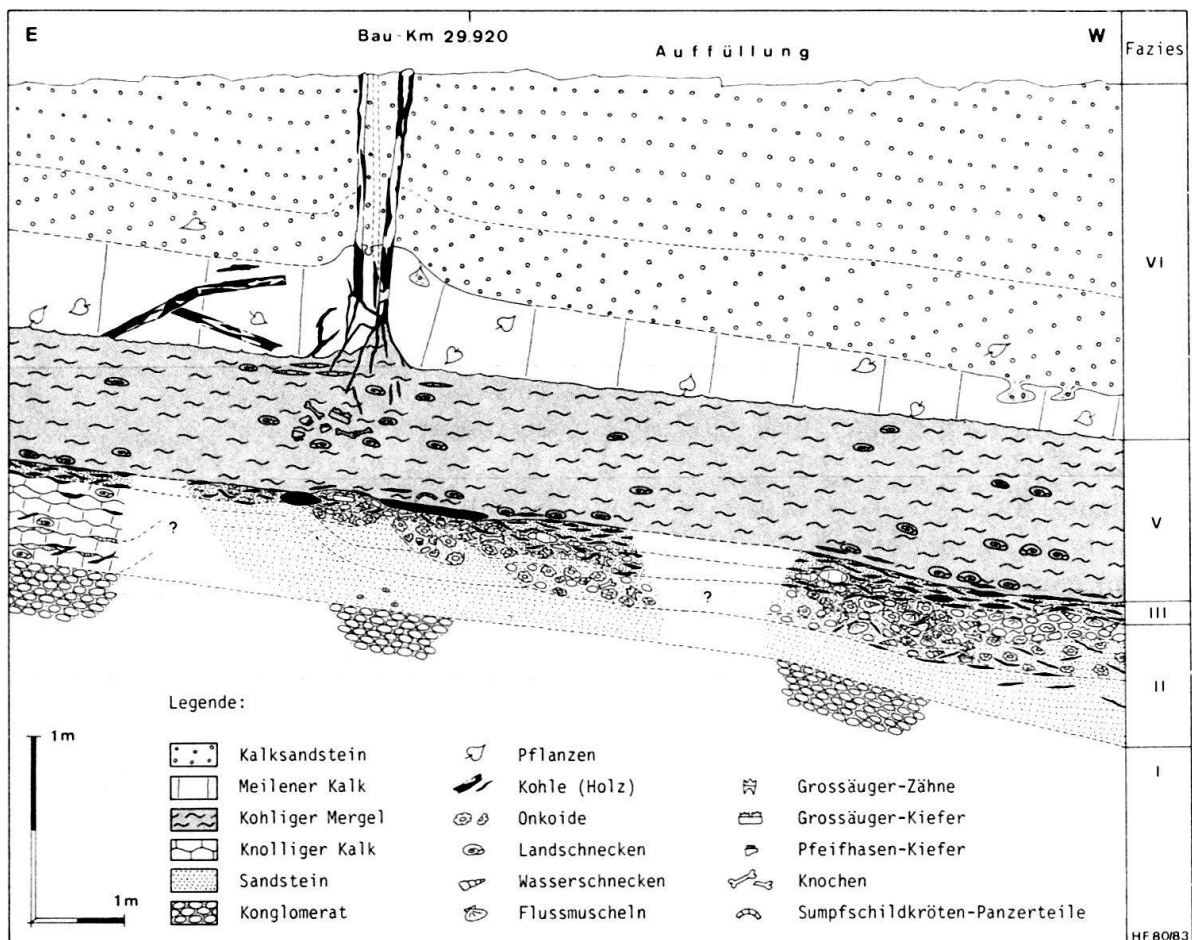 E
Bau-Km 29.920
Auffüllung
W
Fazies
VI
V
III
II
I
?
?
Legende:
Kalksandstein
Meilener Kalk
Kohliger Mergel
Knolliger Kalk
Sandstein
Konglomerat
Pflanzen
Kohle (Holz)
Onkoide
Landschnecken
Wasserschnecken
Flussmuscheln
Grossäuger-Zähne
Grossäuger-Kiefer
Pfeifhasen-Kiefer
Knochen
Sumpfschildkröten-Panzerteile
1m
1m
HF 80/83